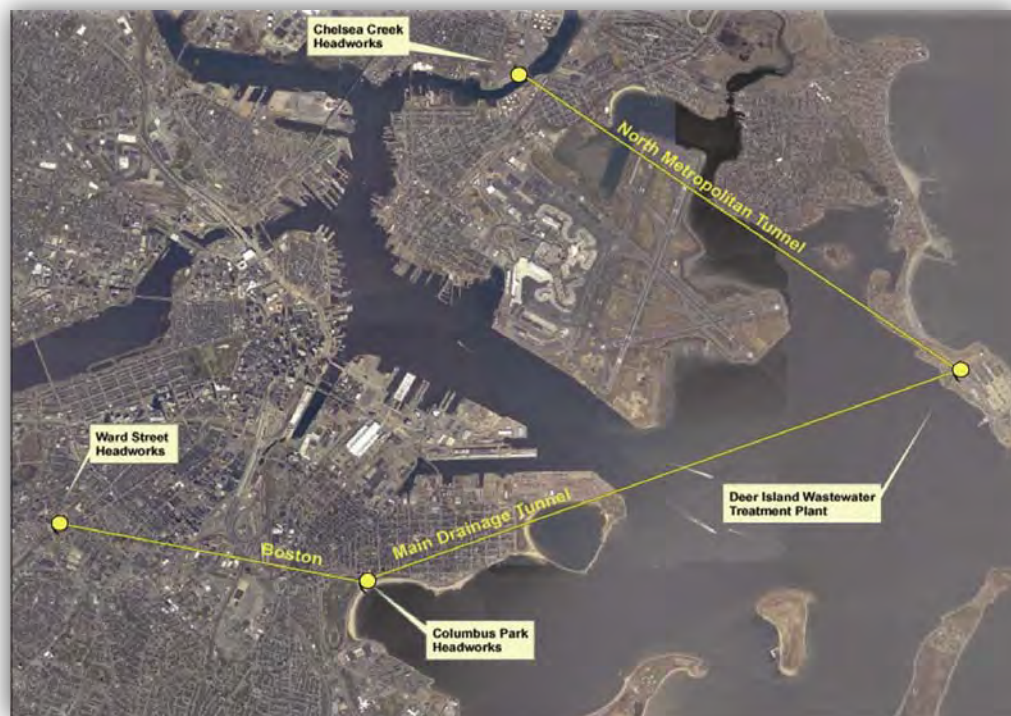 Chelsea Creek
Headworks
North Metropolitan Tunnel
Ward Street
Headworks
Deer Island Wastewater
Treatment Plant
Boston
Main Drainage Tunnel
Columbus Park
Headworks